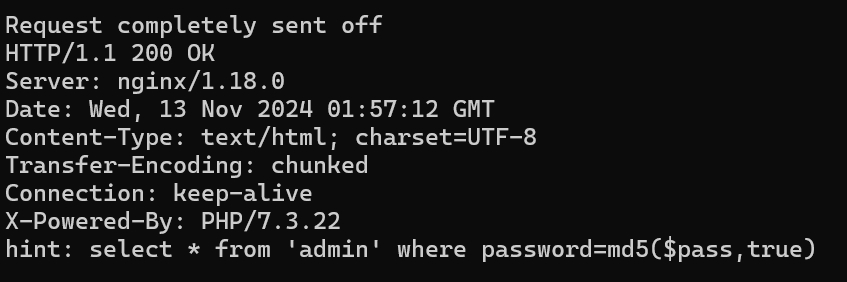 Request completely sent off
HTTP/1.1 200 OK
Server: nginx/1.18.0
Date: Wed, 13 Nov 2024 01:57:12 GMT
Content-Type: text/html; charset=UTF-8
Transfer-Encoding: chunked
Connection: keep-alive
X-Powered-By: PHP/7.3.22
hint: select * from 'admin' where password=md5($pass,true)